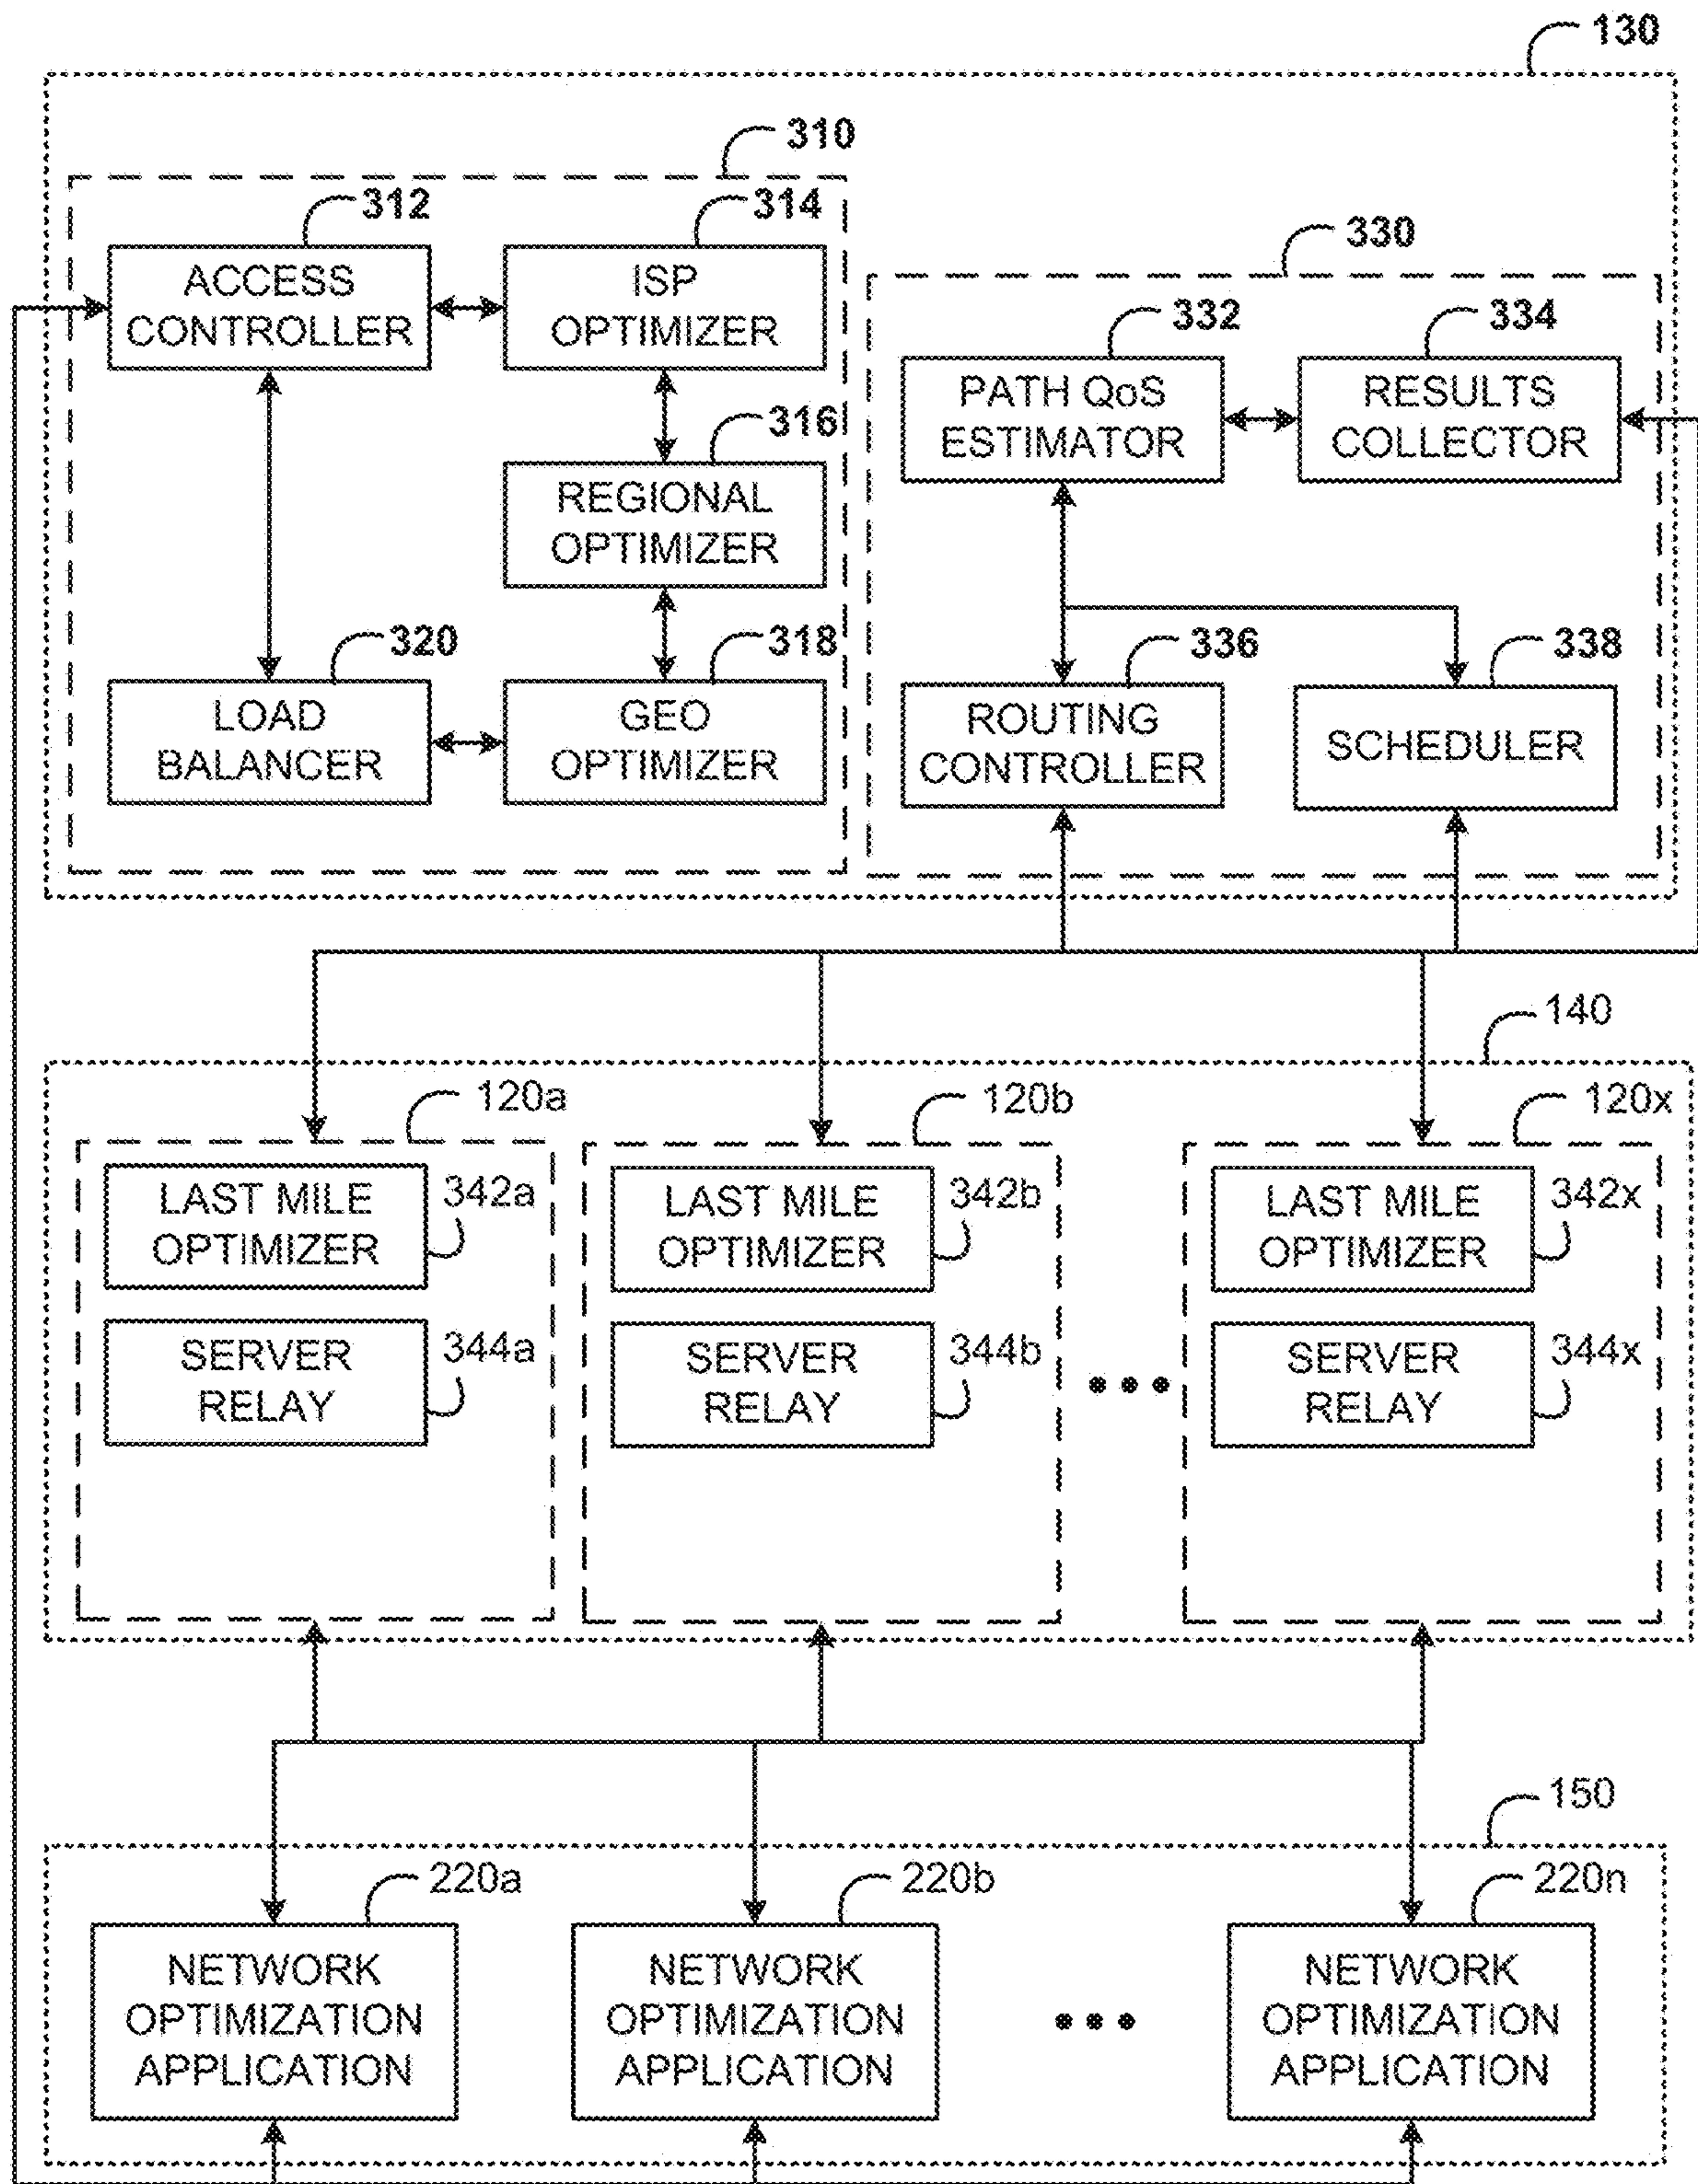 130
310
312
314
ACCESS
CONTROLLER
ISP
OPTIMIZER
316
REGIONAL
OPTIMIZER
320
318
LOAD
BALANCER
GEO
OPTIMIZER
330
332
334
PATH QoS
ESTIMATOR
RESULTS
COLLECTOR
336
338
ROUTING
CONTROLLER
SCHEDULER
140
120a
LAST MILE
OPTIMIZER
342a
SERVER
RELAY
344a
120b
LAST MILE
OPTIMIZER
342b
SERVER
RELAY
344b
120x
LAST MILE
OPTIMIZER
342x
SERVER
RELAY
344x
150
220a
NETWORK
OPTIMIZATION
APPLICATION
220b
NETWORK
OPTIMIZATION
APPLICATION
220n
NETWORK
OPTIMIZATION
APPLICATION